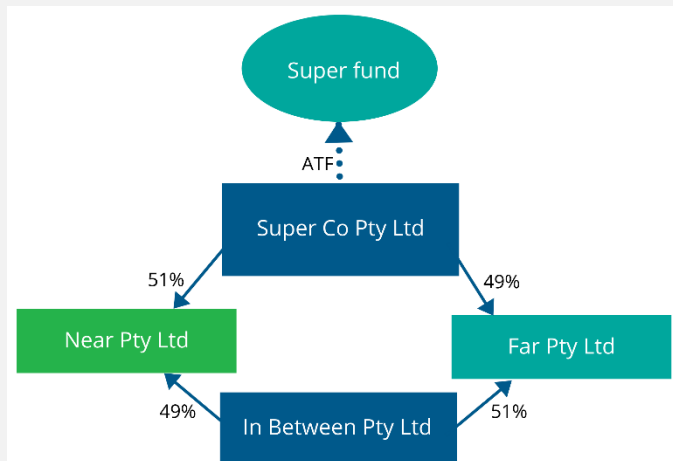 Super fund
ATF
Super Co Pty Ltd
51%
49%
Near Pty Ltd
Far Pty Ltd
49%
51%
In Between Pty Ltd